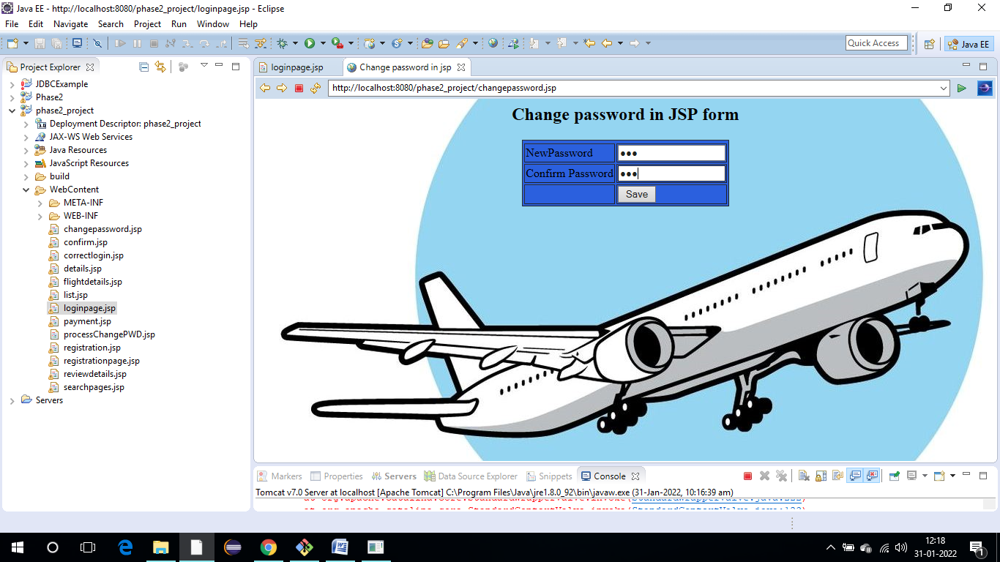 Java EE - http://localhost:8080/phase2_project/loginpage.jsp - Eclipse
File Edit Navigate Search Project Run Window Help
Quick Access
Java EE
Project Explorer
JDBCExample
Phase2
phase2_project
Deployment Descriptor: phase2_project
JAX-WS Web Services
Java Resources
JavaScript Resources
build
WebContent
META-INF
WEB-INF
changepassword.jsp
confirm.jsp
correctlogin.jsp
details.jsp
flightdetails.jsp
list.jsp
loginpage.jsp
payment.jsp
processChangePWD.jsp
registration.jsp
registrationpage.jsp
reviewdetails.jsp
searchpages.jsp
Servers
loginpage.jsp
Change password in jsp
http://localhost:8080/phase2_project/changepassword.jsp
Change password in JSP form
NewPassword ●●●
Confirm Password ●●●
Save
Markers Properties Servers Data Source Explorer Snippets Console
Tomcat v7.0 Server at localhost [Apache Tomcat] C:\Program Files\Java\jre1.8.0_92\bin\javaw.exe (31-Jan-2022, 10:16:39 am)
12:18
31-01-2022
1